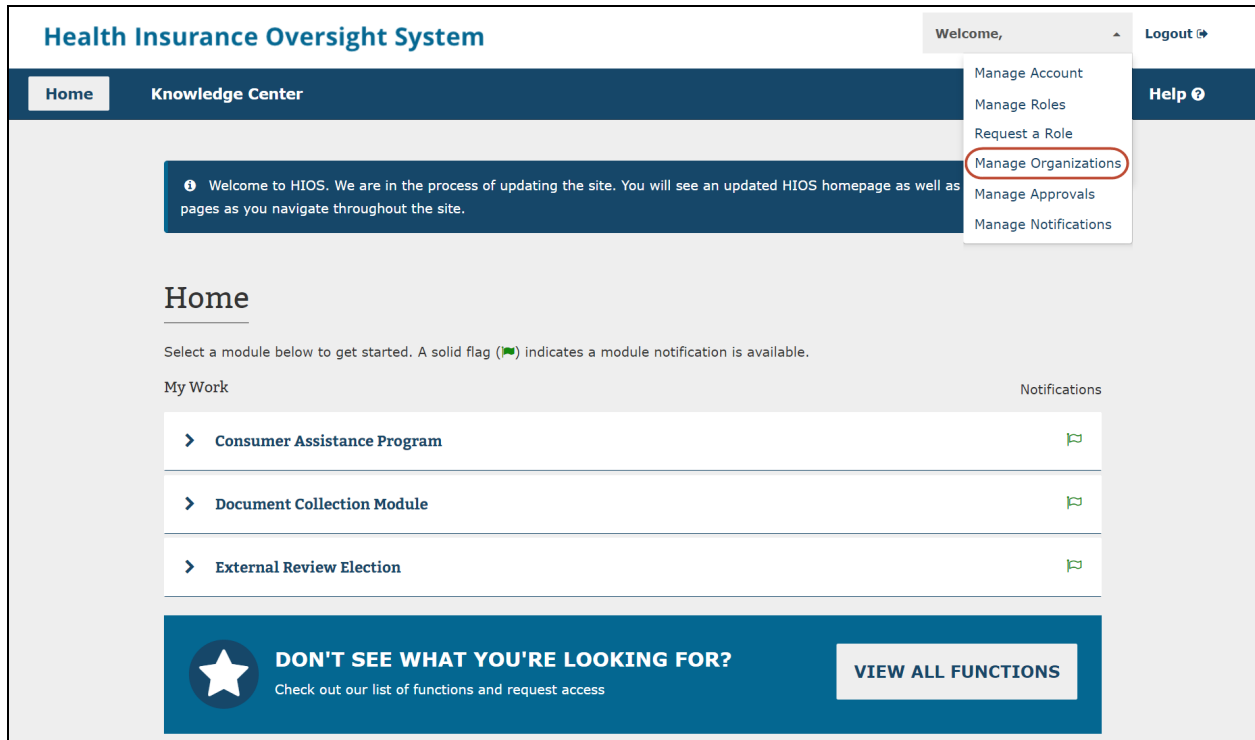 Health Insurance Oversight System
Welcome,
Logout
Manage Account
Manage Roles
Request a Role
Manage Organizations
Manage Approvals
Manage Notifications
Home
Knowledge Center
Help
Welcome to HIOS. We are in the process of updating the site. You will see an updated HIOS homepage as well as
pages as you navigate throughout the site.
Home
Select a module below to get started. A solid flag () indicates a module notification is available.
My Work
Notifications
Consumer Assistance Program
Document Collection Module
External Review Election
DON'T SEE WHAT YOU'RE LOOKING FOR?
Check out our list of functions and request access
VIEW ALL FUNCTIONS